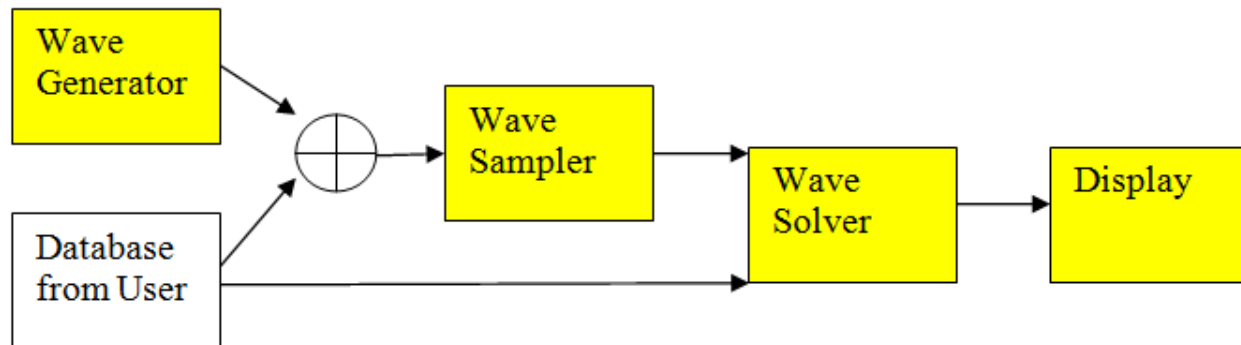 Wave
Generator
Database
from User
Wave
Sampler
Wave
Solver
Display